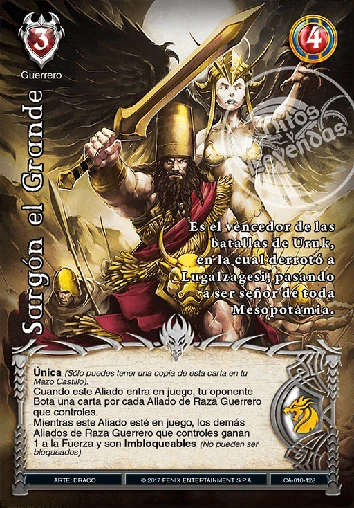 3
4
Guerrero
Sargón el Grande
Mitos
y Leyendas
Es el vencedor de las
batallas de Uruk,
en la cual derrotó a
Lugalzagesi, pasando
a ser señor de toda
Mesopotamia.
Única (Sólo puedes tener una copia de esta carta en tu
Mazo Castillo).
Cuando este Aliado entra en juego, tu oponente
Bota una carta por cada Aliado de Raza Guerrero
que controles.
Mientras este Aliado esté en juego, los demás
Aliados de Raza Guerrero que controles ganan
1 a la Fuerza y son Imbloqueables (No pueden ser
bloqueados)
ARTE: DRACO
© 2017 FENIX ENTERTAINMENT S.P.A.